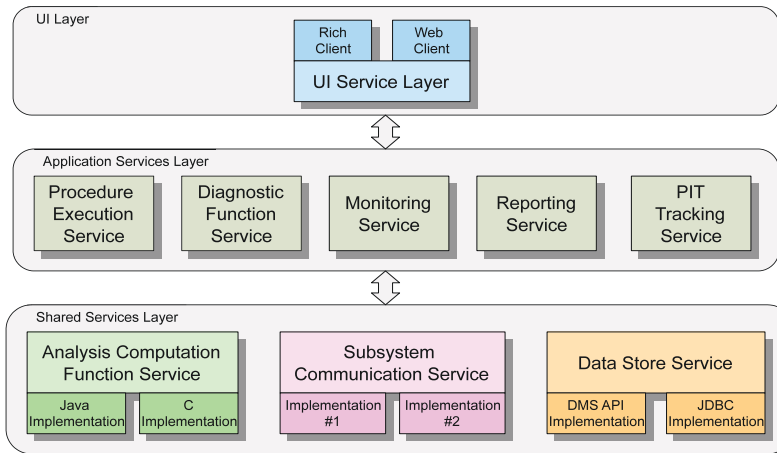 UI Layer
Rich
Client
Web
Client
UI Service Layer
Application Services Layer
Procedure
Execution
Service
Diagnostic
Function
Service
Monitoring
Service
Reporting
Service
PIT
Tracking
Service
Shared Services Layer
Analysis Computation
Function Service
Java
Implementation
C
Implementation
Subsystem
Communication Service
Implementation
#1
Implementation
#2
Data Store Service
DMS API
Implementation
JDBC
Implementation